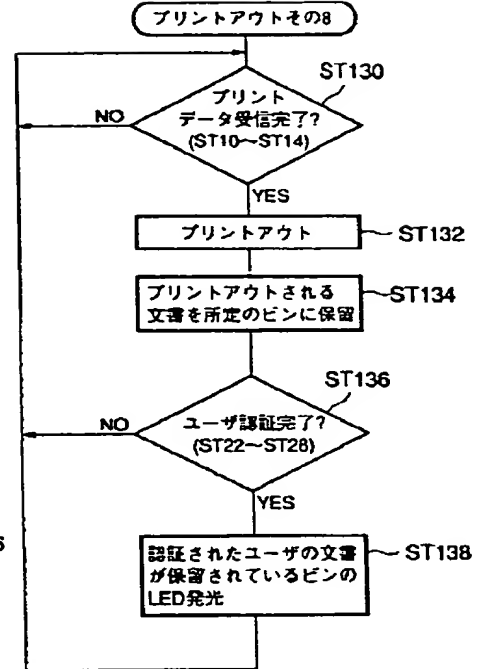 プリントアウトその8
ST130
プリント
データ受信完了?
(ST10～ST14)
NO
YES
プリントアウト
ST132
プリントアウトされる
文書を所定のビンに保留
ST134
ST136
ユーザ認証完了?
(ST22～ST28)
NO
YES
認証されたユーザの文書
が保留されているビンの
LED発光
ST138